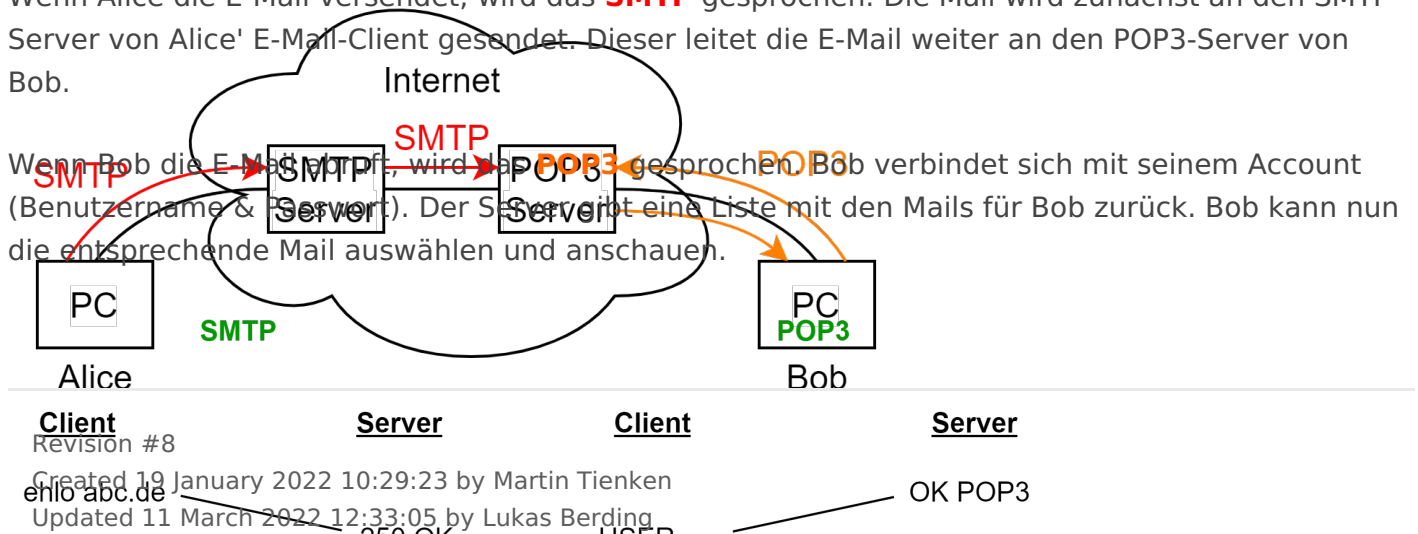 Wenn Alice die E-Mail versendet, wird das SMTP gesprochen. Die Mail wird zunächst an den SMTP-
Server von Alice' E-Mail-Client gesendet. Dieser leitet die E-Mail weiter an den POP3-Server von
Bob.
Internet
SMTP
Wenn Bob die E-Mail abruft, wird das POP3 gesprochen. Bob verbindet sich mit seinem Account
SMTP
SMTP
POP3
POP3
(Benutzername & Passwort). Der Server gibt eine Liste mit den Mails für Bob zurück. Bob kann nun
Server
Server
die entsprechende Mail auswählen und anschauen.
PC
PC
SMTP
POP3
Alice
Bob
Client
Server
Client
Server
Revision #8
Created 19 January 2022 10:29:23 by Martin Tienken
ehlo abc.de
OK POP3
Updated 11 March 2022 12:33:05 by Lukas Berding
250 OK
USER